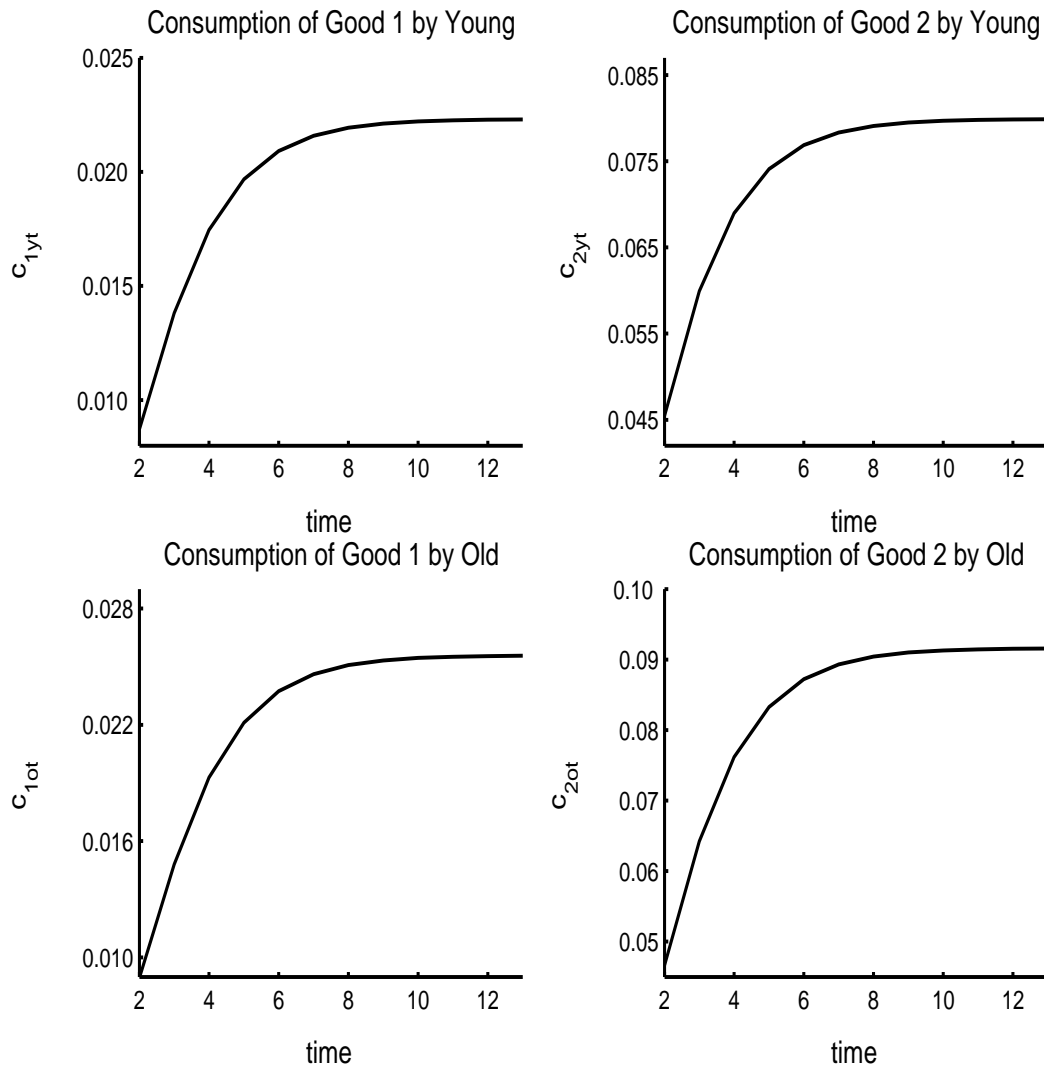 Consumption of Good 1 by Young
0.025
0.020
0.015
0.010
c1yt
2 4 6 8 10 12
time
Consumption of Good 2 by Young
0.085
0.075
0.065
0.055
0.045
c2yt
2 4 6 8 10 12
time
Consumption of Good 1 by Old
0.028
0.022
0.016
0.010
c1ot
2 4 6 8 10 12
time
Consumption of Good 2 by Old
0.10
0.09
0.08
0.07
0.06
0.05
c2ot
2 4 6 8 10 12
time